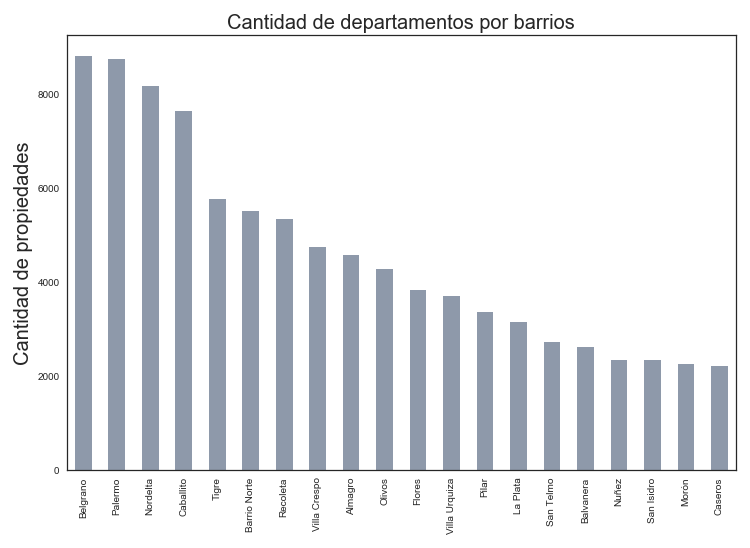 Cantidad de departamentos por barrios
Cantidad de propiedades
8000
6000
4000
2000
0
Belgrano
Palermo
Nordelta
Caballito
Tigre
Barrio Norte
Recoleta
Villa Crespo
Almagro
Olivos
Flores
Villa Urquiza
Pilar
La Plata
San Telmo
Balvanera
Nuñez
San Isidro
Morón
Caseros